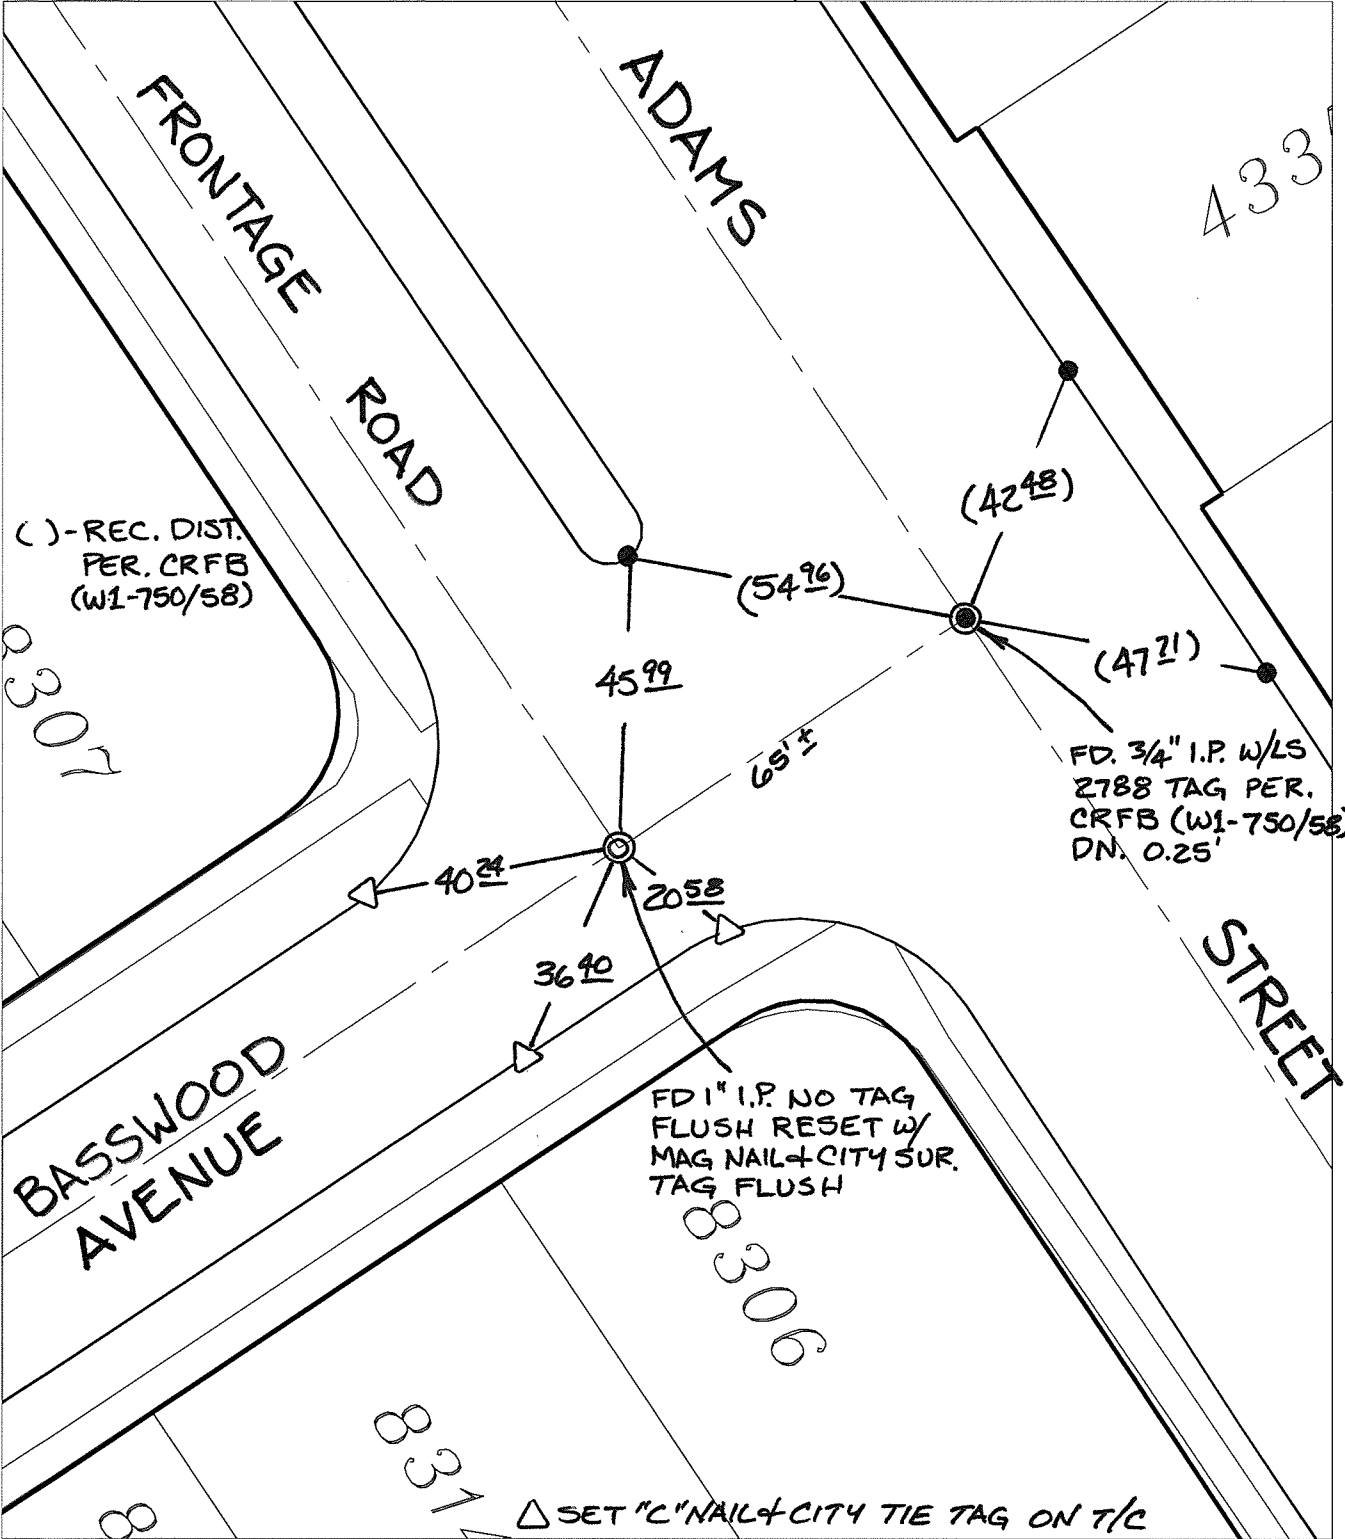 FRONTAGE
ROAD
ADAMS
STREET
433
( )-REC. DIST.
PER. CRFB
(W1-750/58)
8307
(42 48)
(54 96)
(47 71)
45 99
65'±
FD. 3/4" I.P. W/LS
2788 TAG PER.
CRFB (W1-750/58)
DN. 0.25'
40 24
20 58
36 40
BASSWOOD
AVENUE
FD 1" I.P. NO TAG
FLUSH RESET W/
MAG NAIL & CITY SUR.
TAG FLUSH
8306
831
8
△ SET "C" NAIL & CITY TIE TAG ON T/C